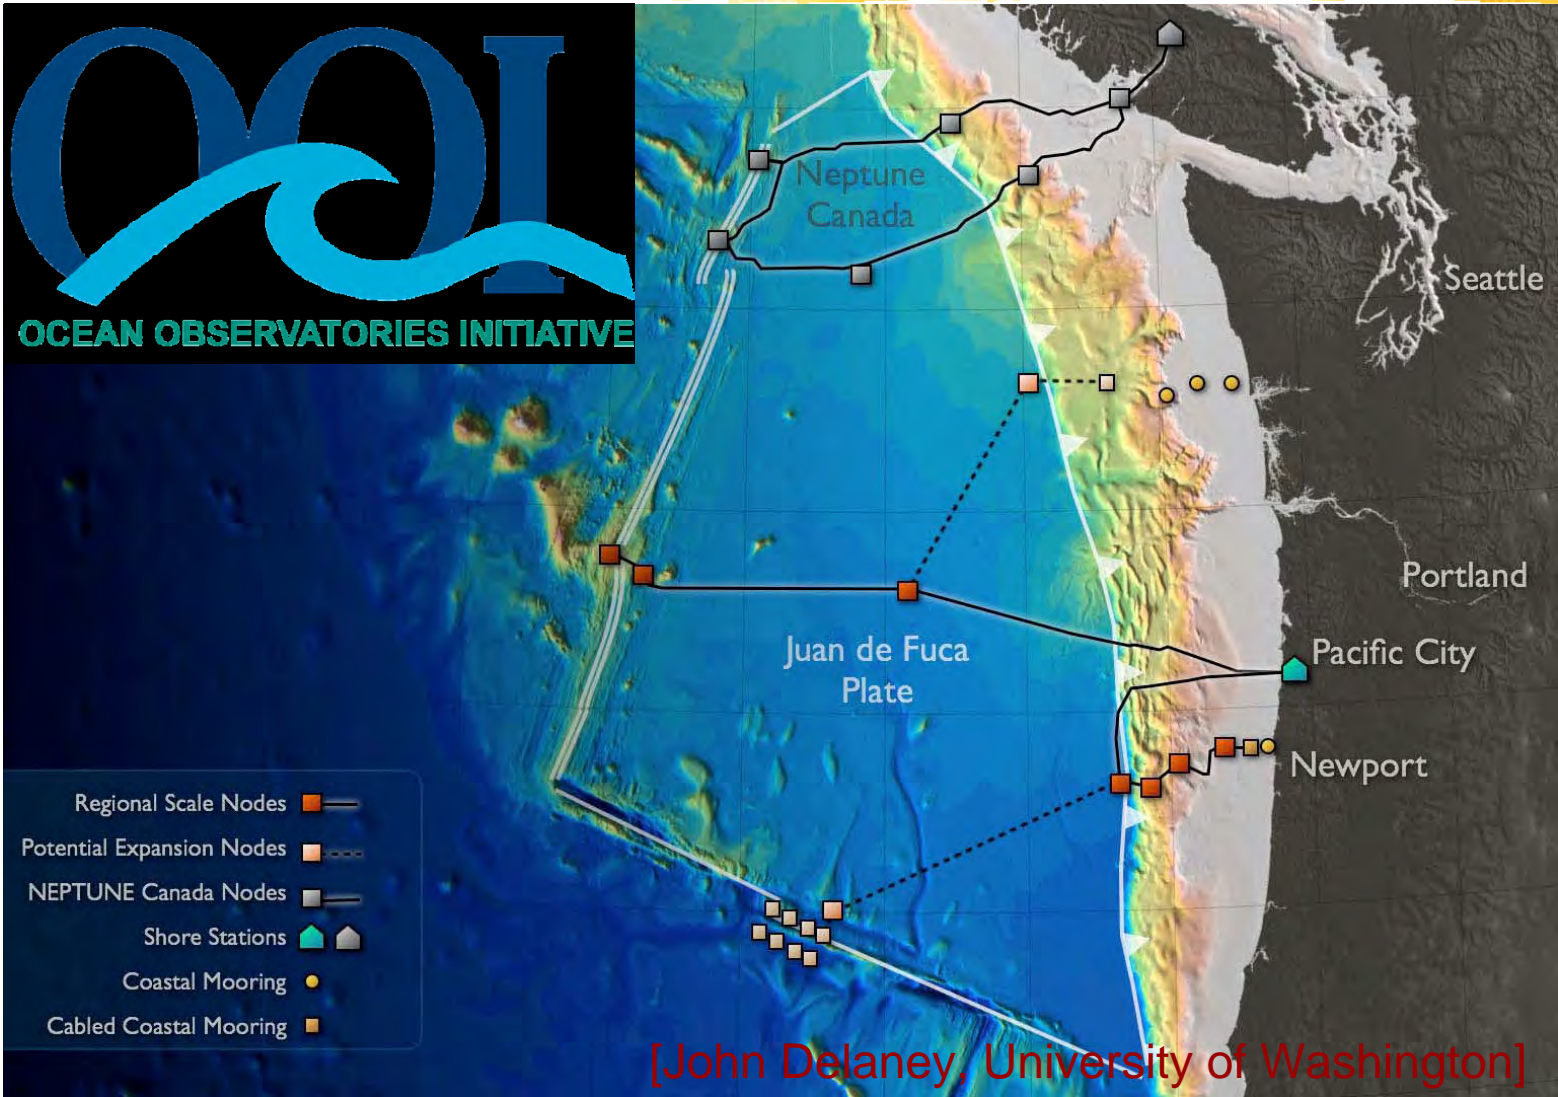 OOI
OCEAN OBSERVATORIES INITIATIVE
Neptune
Canada
Seattle
Portland
Juan de Fuca
Plate
Pacific City
Newport
Regional Scale Nodes
Potential Expansion Nodes
NEPTUNE Canada Nodes
Shore Stations
Coastal Mooring
Cabled Coastal Mooring
[John Delaney, University of Washington]